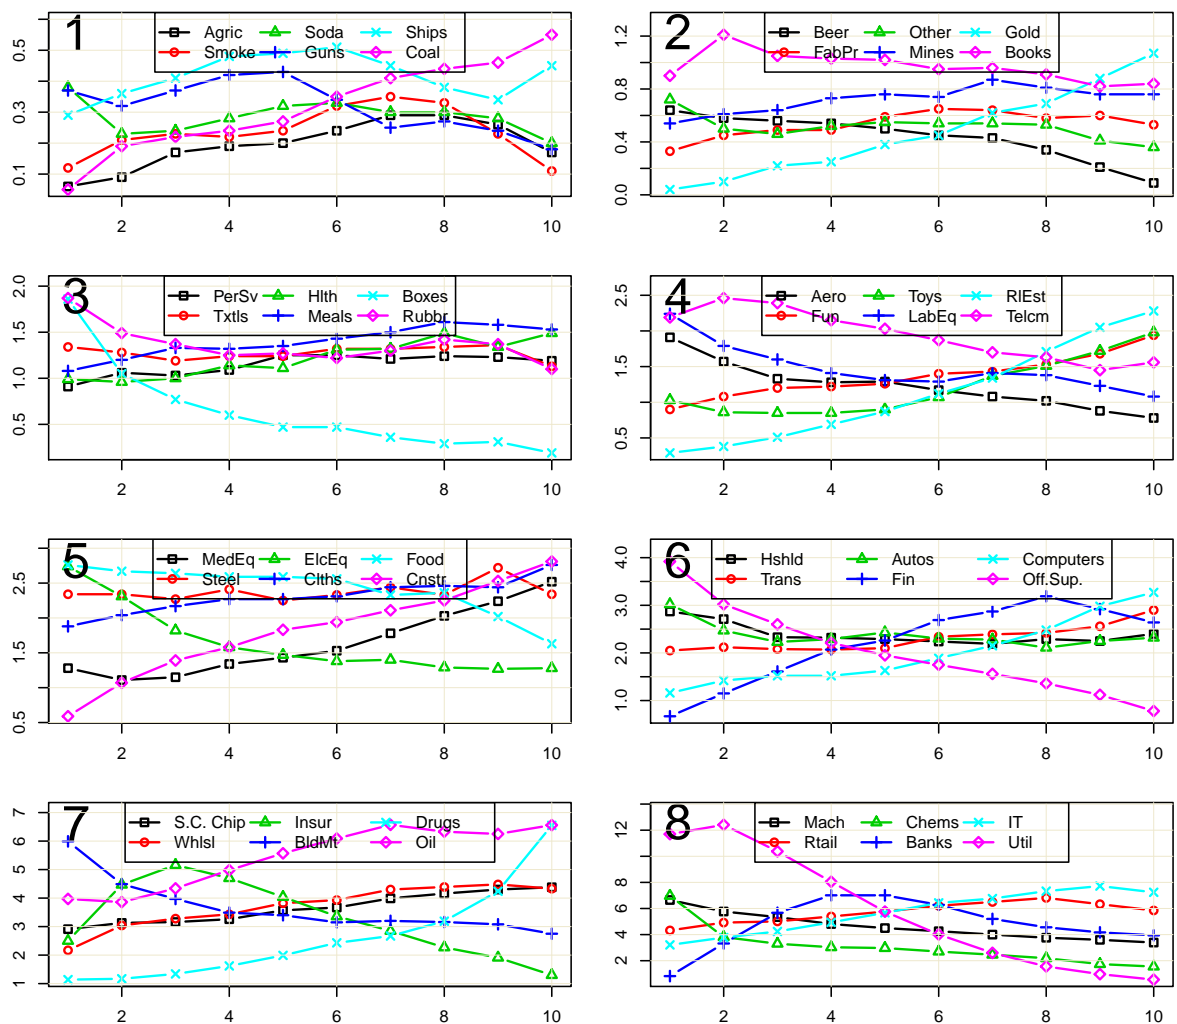 1
Agric Soda Ships
Smoke Guns Coal
0.1 0.3 0.5
2 4 6 8 10
2
Beer Other Gold
FabPr Mines Books
0.0 0.4 0.8 1.2
2 4 6 8 10
3
PerSv Hlth Boxes
Txtls Meals Rubbr
0.5 1.0 1.5 2.0
2 4 6 8 10
4
Aero Toys RlEst
Fun LabEq Telcm
0.5 1.5 2.5
2 4 6 8 10
5
MedEq ElcEq Food
Steel Clths Cnstr
0.5 1.5 2.5
2 4 6 8 10
6
Hshld Autos Computers
Trans Fin Off.Sup.
1.0 2.0 3.0 4.0
2 4 6 8 10
7
S.C. Chip Insur Drugs
Whlsl BldMt Oil
1 2 3 4 5 6 7
2 4 6 8 10
8
Mach Chems IT
Rtail Banks Util
2 4 6 8 12
2 4 6 8 10